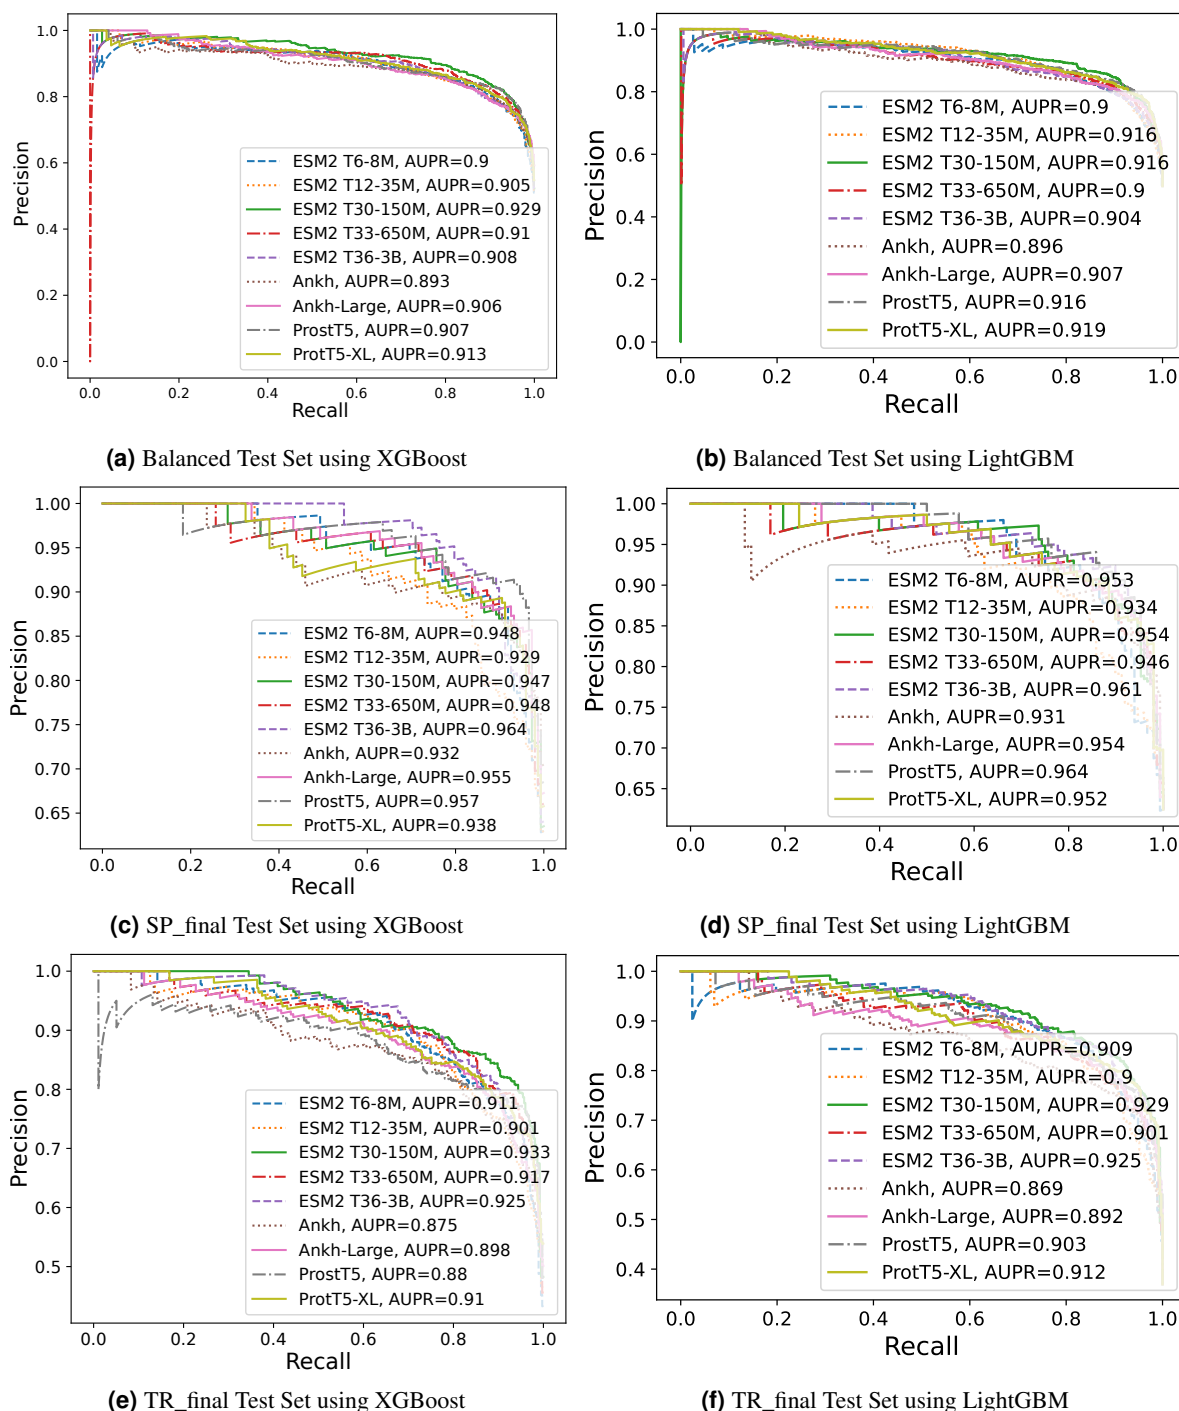 1.0
0.8
0.6
0.4
0.2
0.0
Precision
ESM2 T6-8M, AUPR=0.9
ESM2 T12-35M, AUPR=0.905
ESM2 T30-150M, AUPR=0.929
ESM2 T33-650M, AUPR=0.91
ESM2 T36-3B, AUPR=0.908
Ankh, AUPR=0.893
Ankh-Large, AUPR=0.906
ProstT5, AUPR=0.907
ProtT5-XL, AUPR=0.913
0.0 0.2 0.4 0.6 0.8 1.0
Recall
(a) Balanced Test Set using XGBoost
1.0
0.8
0.6
0.4
0.2
0.0
Precision
ESM2 T6-8M, AUPR=0.9
ESM2 T12-35M, AUPR=0.916
ESM2 T30-150M, AUPR=0.916
ESM2 T33-650M, AUPR=0.9
ESM2 T36-3B, AUPR=0.904
Ankh, AUPR=0.896
Ankh-Large, AUPR=0.907
ProstT5, AUPR=0.916
ProtT5-XL, AUPR=0.919
0.0 0.2 0.4 0.6 0.8 1.0
Recall
(b) Balanced Test Set using LightGBM
1.00
0.95
0.90
0.85
0.80
0.75
0.70
0.65
Precision
ESM2 T6-8M, AUPR=0.948
ESM2 T12-35M, AUPR=0.929
ESM2 T30-150M, AUPR=0.947
ESM2 T33-650M, AUPR=0.948
ESM2 T36-3B, AUPR=0.964
Ankh, AUPR=0.932
Ankh-Large, AUPR=0.955
ProstT5, AUPR=0.957
ProtT5-XL, AUPR=0.938
0.0 0.2 0.4 0.6 0.8 1.0
Recall
(c) SP_final Test Set using XGBoost
1.00
0.95
0.90
0.85
0.80
0.75
0.70
0.65
Precision
ESM2 T6-8M, AUPR=0.953
ESM2 T12-35M, AUPR=0.934
ESM2 T30-150M, AUPR=0.954
ESM2 T33-650M, AUPR=0.946
ESM2 T36-3B, AUPR=0.961
Ankh, AUPR=0.931
Ankh-Large, AUPR=0.954
ProstT5, AUPR=0.964
ProtT5-XL, AUPR=0.952
0.0 0.2 0.4 0.6 0.8 1.0
Recall
(d) SP_final Test Set using LightGBM
1.0
0.9
0.8
0.7
0.6
0.5
Precision
ESM2 T6-8M, AUPR=0.911
ESM2 T12-35M, AUPR=0.901
ESM2 T30-150M, AUPR=0.933
ESM2 T33-650M, AUPR=0.917
ESM2 T36-3B, AUPR=0.925
Ankh, AUPR=0.875
Ankh-Large, AUPR=0.898
ProstT5, AUPR=0.88
ProtT5-XL, AUPR=0.91
0.0 0.2 0.4 0.6 0.8 1.0
Recall
(e) TR_final Test Set using XGBoost
1.0
0.9
0.8
0.7
0.6
0.5
0.4
Precision
ESM2 T6-8M, AUPR=0.909
ESM2 T12-35M, AUPR=0.9
ESM2 T30-150M, AUPR=0.929
ESM2 T33-650M, AUPR=0.901
ESM2 T36-3B, AUPR=0.925
Ankh, AUPR=0.869
Ankh-Large, AUPR=0.892
ProstT5, AUPR=0.903
ProtT5-XL, AUPR=0.912
0.0 0.2 0.4 0.6 0.8 1.0
Recall
(f) TR_final Test Set using LightGBM